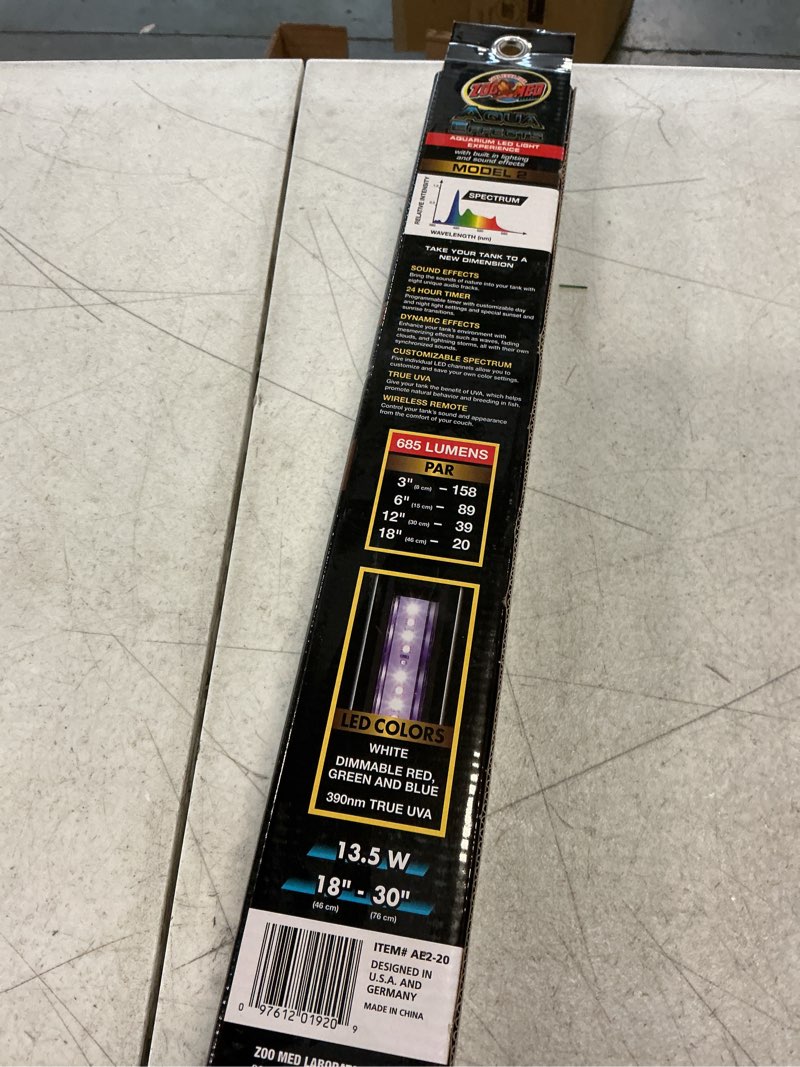 ZOO MED
AQUA
EFFECTS
AQUARIUM LED LIGHT
EXPERIENCE
with built in lighting
and sound effects
MODEL 2
RELATIVE INTENSITY
SPECTRUM
WAVELENGTH (nm)
TAKE YOUR TANK TO A
NEW DIMENSION
SOUND EFFECTS
Bring the sounds of nature into your tank with
eight unique audio tracks.
24 HOUR TIMER
Programmable timer with customizable day
and night light settings and special sunset and
sunrise transitions.
DYNAMIC EFFECTS
Enhance your tank's environment with
mesmerizing effects such as waves, fading
clouds, and lightning storms, all with their own
synchronized sounds.
CUSTOMIZABLE SPECTRUM
Five individual LED channels allow you to
customize and save your own color settings.
TRUE UVA
Give your tank the benefit of UVA, which helps
promote natural behavior and breeding in fish.
WIRELESS REMOTE
Control your tank's sound and appearance
from the comfort of your couch.
685 LUMENS
PAR
3" (8 cm) – 158
6" (15 cm) – 89
12" (30 cm) – 39
18" (46 cm) – 20
LED COLORS
WHITE
DIMMABLE RED,
GREEN AND BLUE
390nm TRUE UVA
13.5 W
18" - 30"
(46 cm) (76 cm)
ITEM# AE2-20
DESIGNED IN
U.S.A. AND
GERMANY
MADE IN CHINA
0 97612 01920 9
ZOO MED